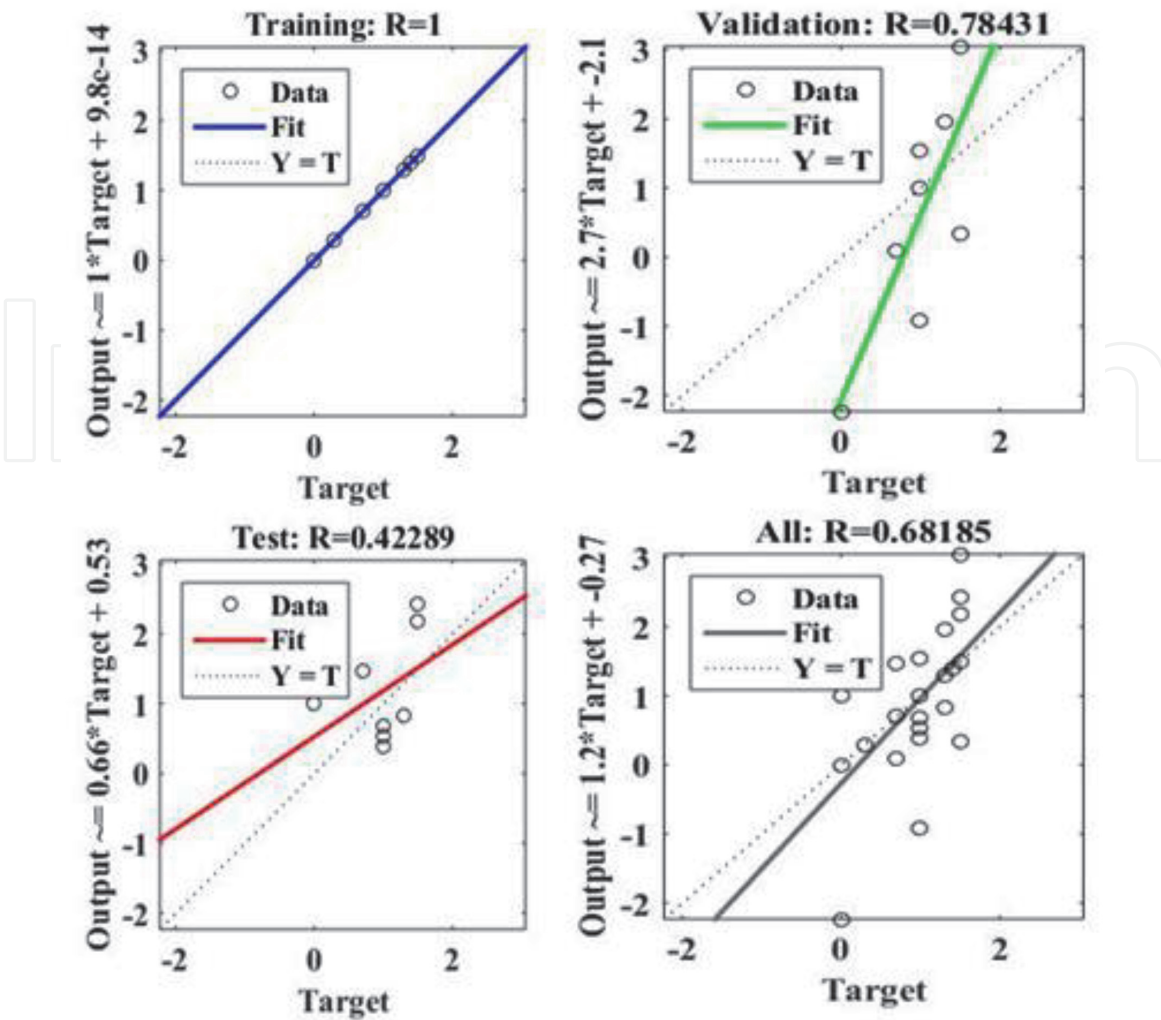 Training: R=1
Output ~= 1*Target + 9.8e-14
3
2
1
0
-1
-2
Data
Fit
Y = T
-2
0
2
Target
Validation: R=0.78431
Output ~= 2.7*Target + -2.1
3
2
1
0
-1
-2
Data
Fit
Y = T
-2
0
2
Target
Test: R=0.42289
Output ~= 0.66*Target + 0.53
3
2
1
0
-1
-2
Data
Fit
Y = T
-2
0
2
Target
All: R=0.68185
Output ~= 1.2*Target + -0.27
3
2
1
0
-1
-2
Data
Fit
Y = T
-2
0
2
Target